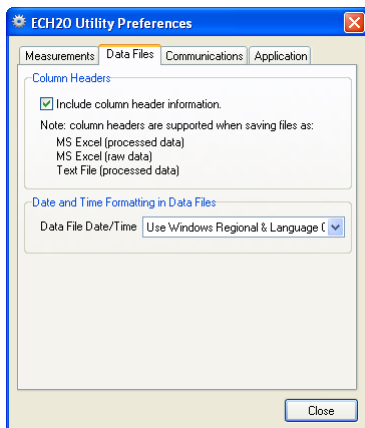 ECH2O Utility Preferences
Measurements Data Files Communications Application
Column Headers
Include column header information.
Note: column headers are supported when saving files as:
MS Excel (processed data)
MS Excel (raw data)
Text File (processed data)
Date and Time Formatting in Data Files
Data File Date/Time Use Windows Regional & Language (
Close